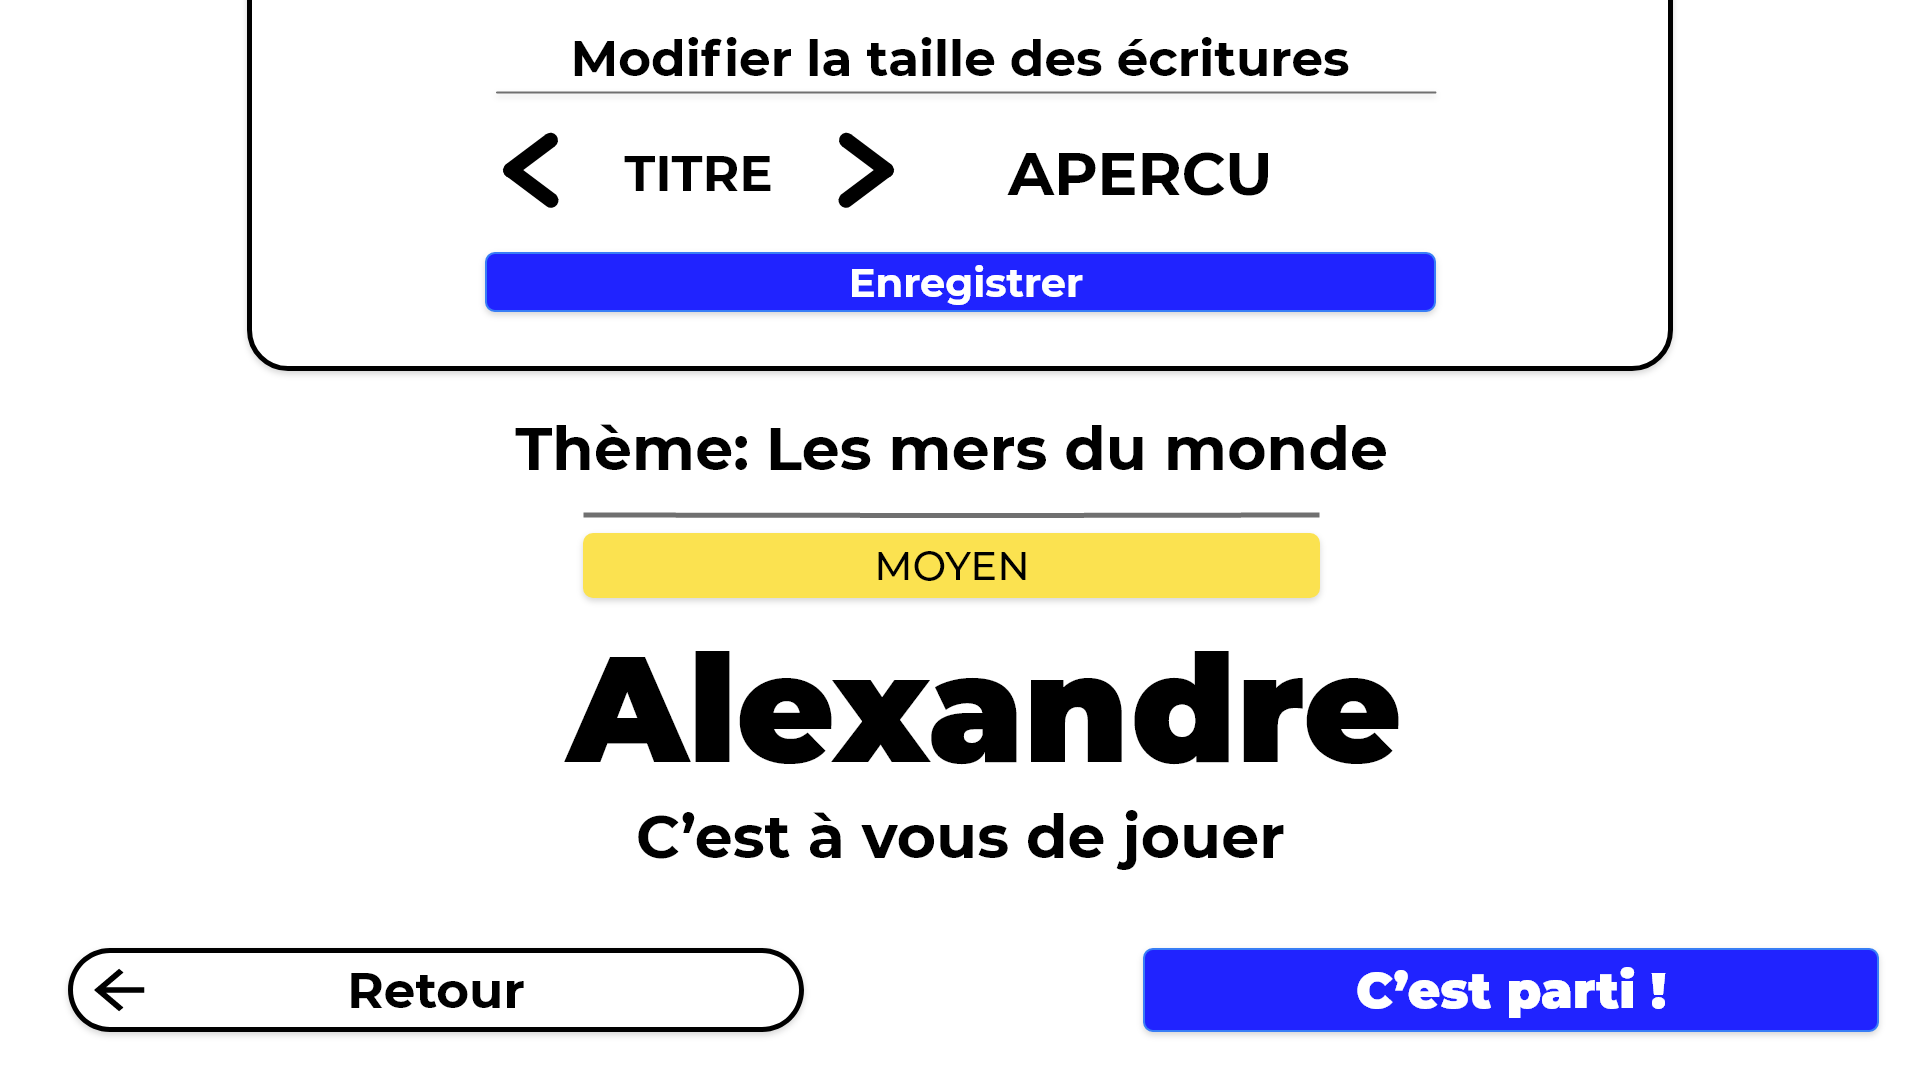 Modifier la taille des écritures
TITRE APERCU
Enregistrer
Thème: Les mers du monde
MOYEN
Alexandre
C’est à vous de jouer
Retour C’est parti !